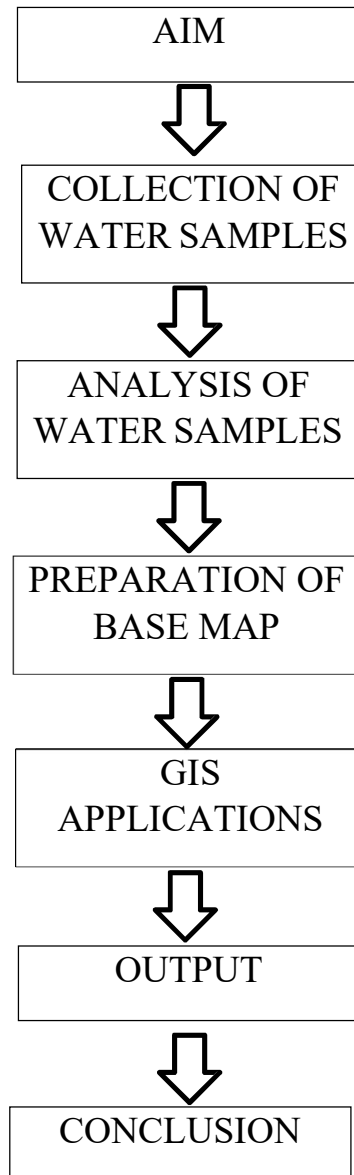 AIM
COLLECTION OF
WATER SAMPLES
ANALYSIS OF
WATER SAMPLES
PREPARATION OF
BASE MAP
GIS
APPLICATIONS
OUTPUT
CONCLUSION